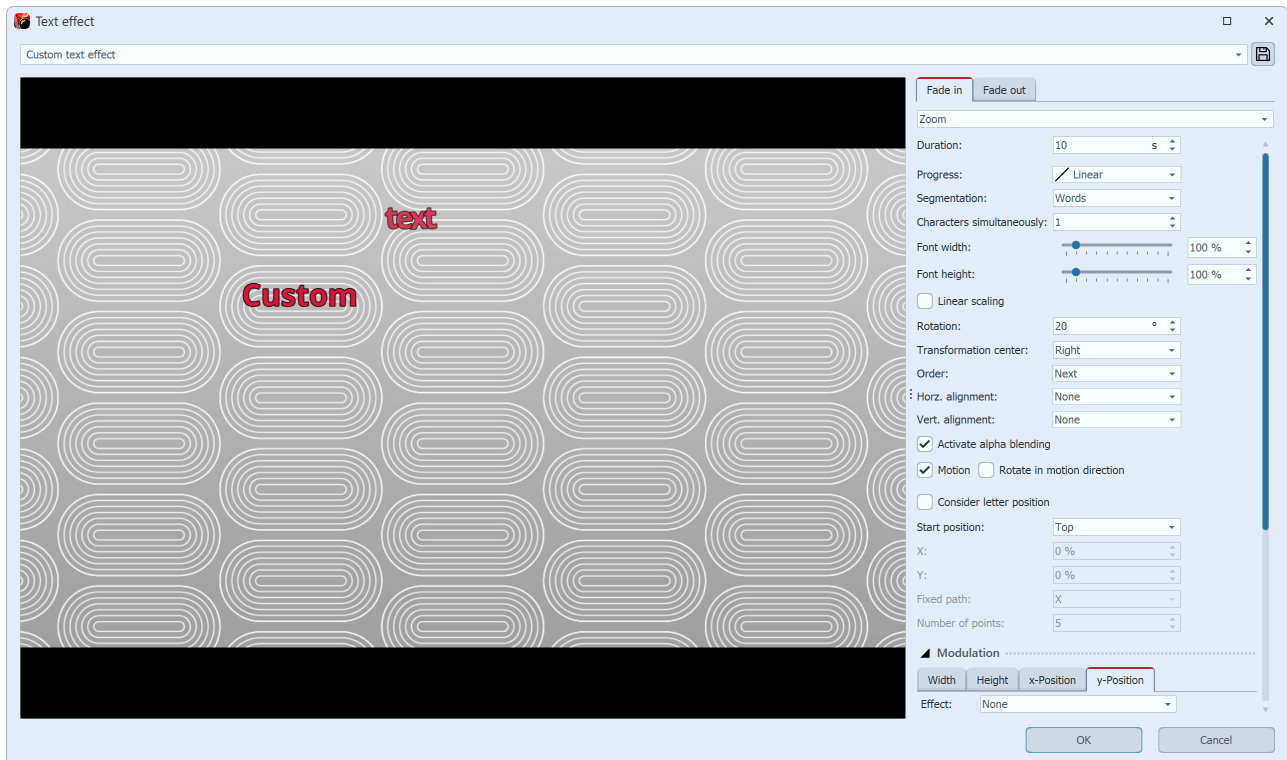 Text effect
Custom text effect
Fade in Fade out
Zoom
Duration: 10 s
Progress: Linear
Segmentation: Words
Characters simultaneously: 1
Font width: 100 %
Font height: 100 %
Linear scaling
Rotation: 20 °
Transformation center: Right
Order: Next
Horz. alignment: None
Vert. alignment: None
Activate alpha blending
Motion Rotate in motion direction
Consider letter position
Start position: Top
X: 0 %
Y: 0 %
Fixed path: X
Number of points: 5
Modulation
Width Height x-Position y-Position
Effect: None
text
Custom
OK Cancel